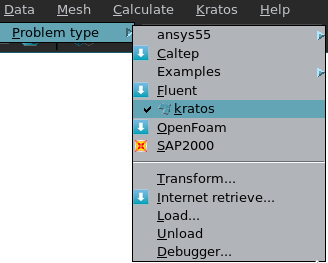 Data Mesh Calculate Kratos Help
Problem type
ansys55
Caltep
Examples
Fluent
kratos
OpenFoam
SAP2000
Transform...
Internet retrieve...
Load...
Unload
Debugger...